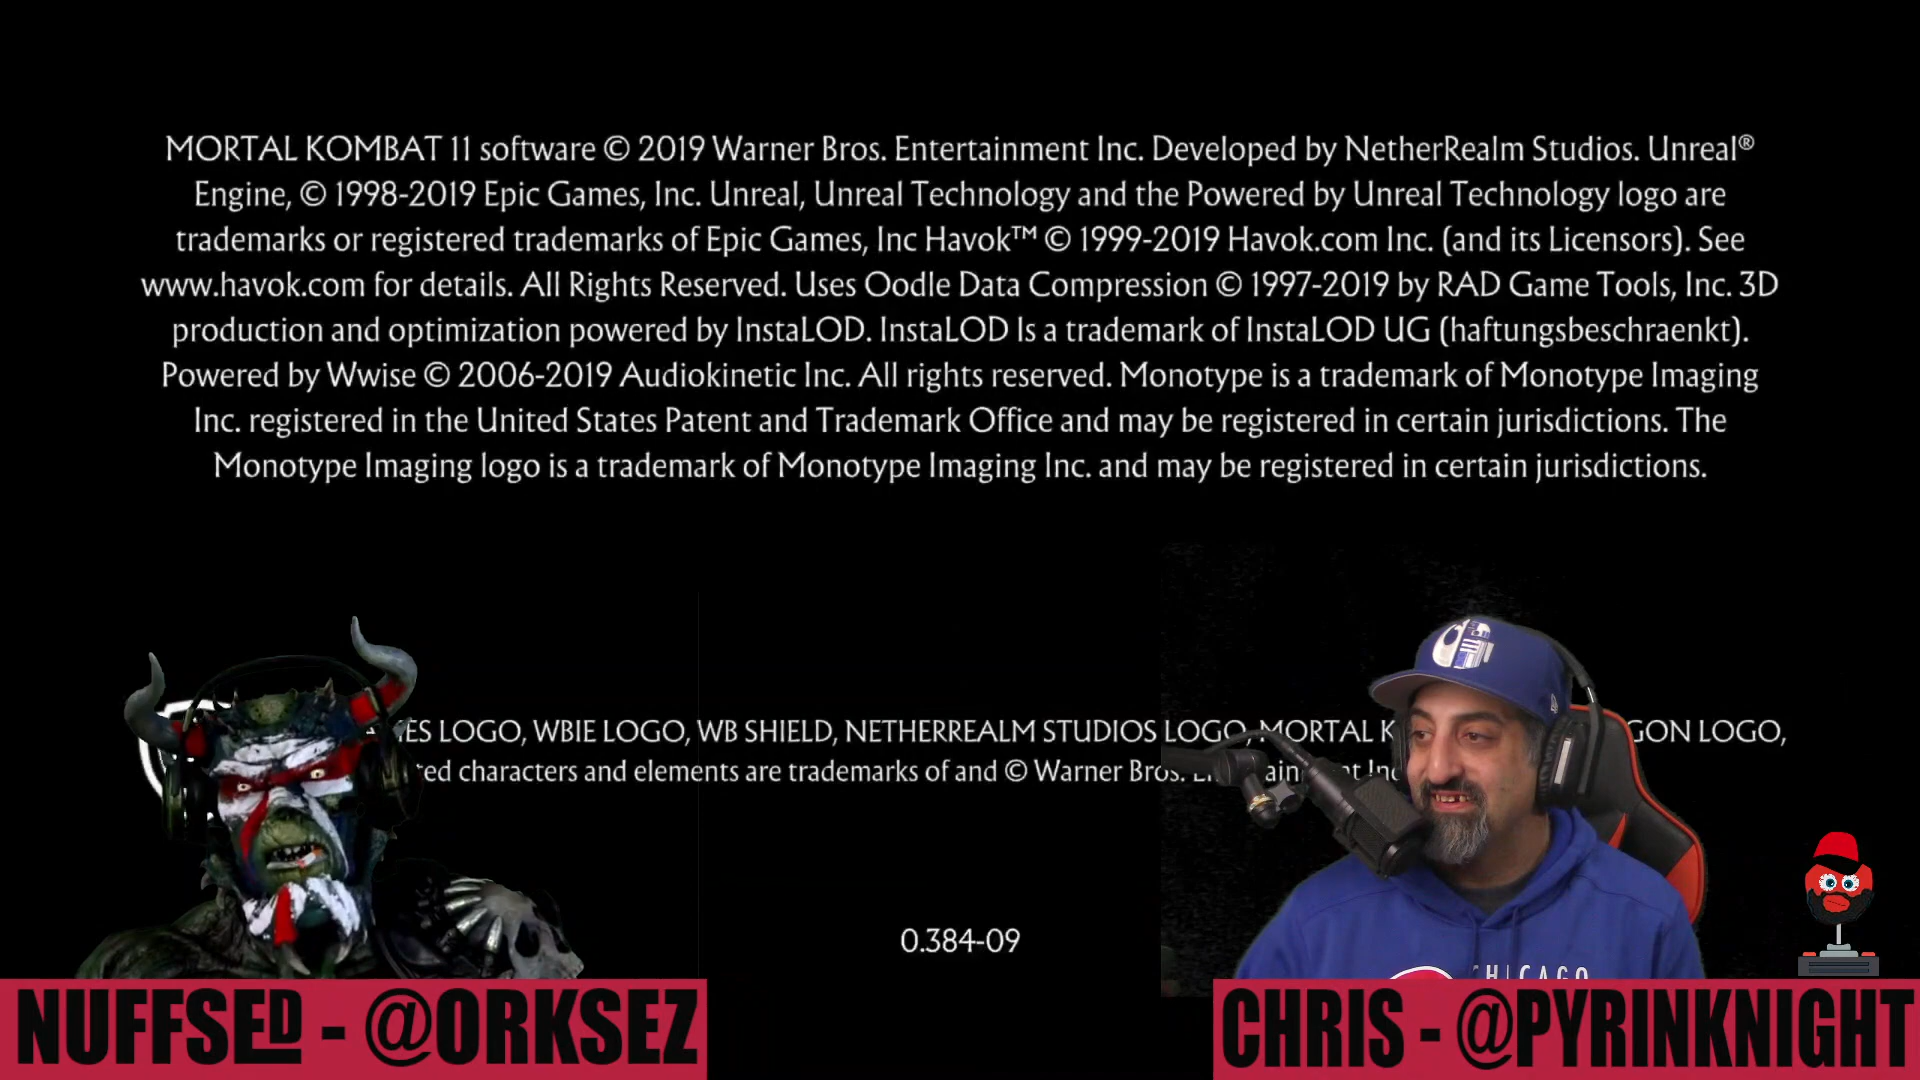 MORTAL KOMBAT 11 software © 2019 Warner Bros. Entertainment Inc. Developed by NetherRealm Studios. Unreal®
Engine, © 1998-2019 Epic Games, Inc. Unreal, Unreal Technology and the Powered by Unreal Technology logo are
trademarks or registered trademarks of Epic Games, Inc Havok™ © 1999-2019 Havok.com Inc. (and its Licensors). See
www.havok.com for details. All Rights Reserved. Uses Oodle Data Compression © 1997-2019 by RAD Game Tools, Inc. 3D
production and optimization powered by InstaLOD. InstaLOD Is a trademark of InstaLOD UG (haftungsbeschraenkt).
Powered by Wwise © 2006-2019 Audiokinetic Inc. All rights reserved. Monotype is a trademark of Monotype Imaging
Inc. registered in the United States Patent and Trademark Office and may be registered in certain jurisdictions. The
Monotype Imaging logo is a trademark of Monotype Imaging Inc. and may be registered in certain jurisdictions.
LOGO, WBIE LOGO, WB SHIELD, NETHERREALM STUDIOS LOGO, MORTAL K GON LOGO,
ted characters and elements are trademarks of and © Warner Bros.
0.384-09
CHICAGO
NUFFSED - @ORKSEZ
CHRIS - @PYRINKNIGHT